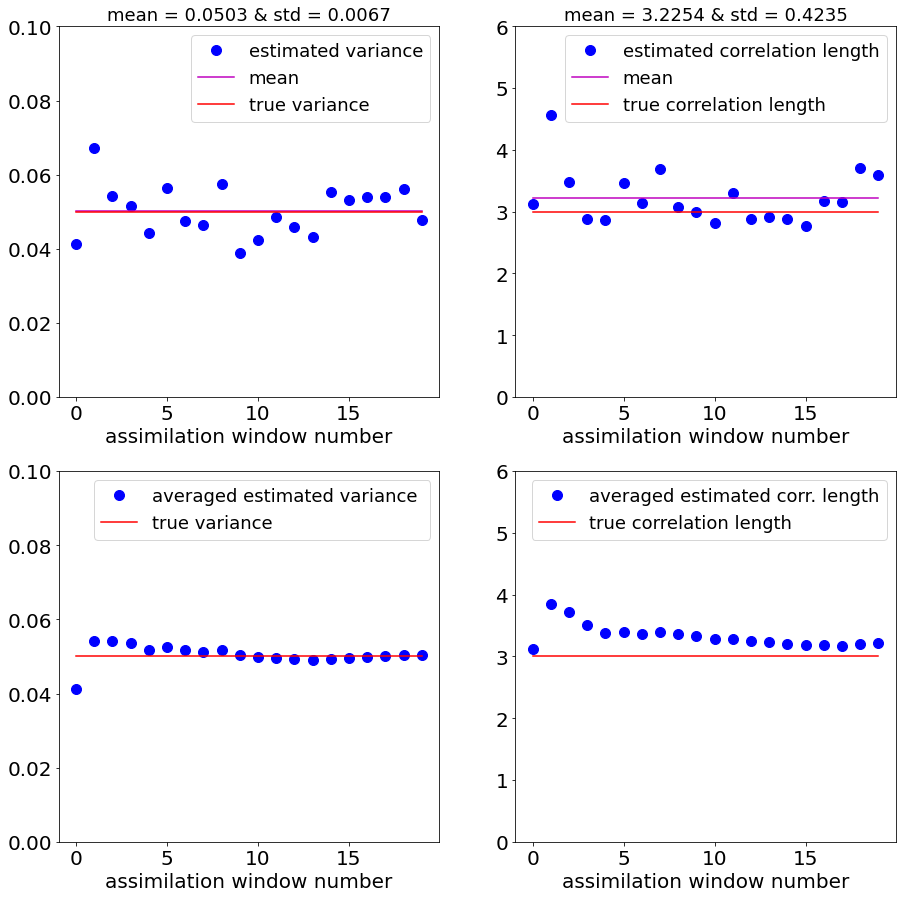 mean = 0.0503 & std = 0.0067
0.10
0.08
0.06
0.04
0.02
0.00
estimated variance
mean
true variance
0 5 10 15
assimilation window number
mean = 3.2254 & std = 0.4235
6
5
4
3
2
1
0
estimated correlation length
mean
true correlation length
0 5 10 15
assimilation window number
0.10
0.08
0.06
0.04
0.02
0.00
averaged estimated variance
true variance
0 5 10 15
assimilation window number
6
5
4
3
2
1
0
averaged estimated corr. length
true correlation length
0 5 10 15
assimilation window number